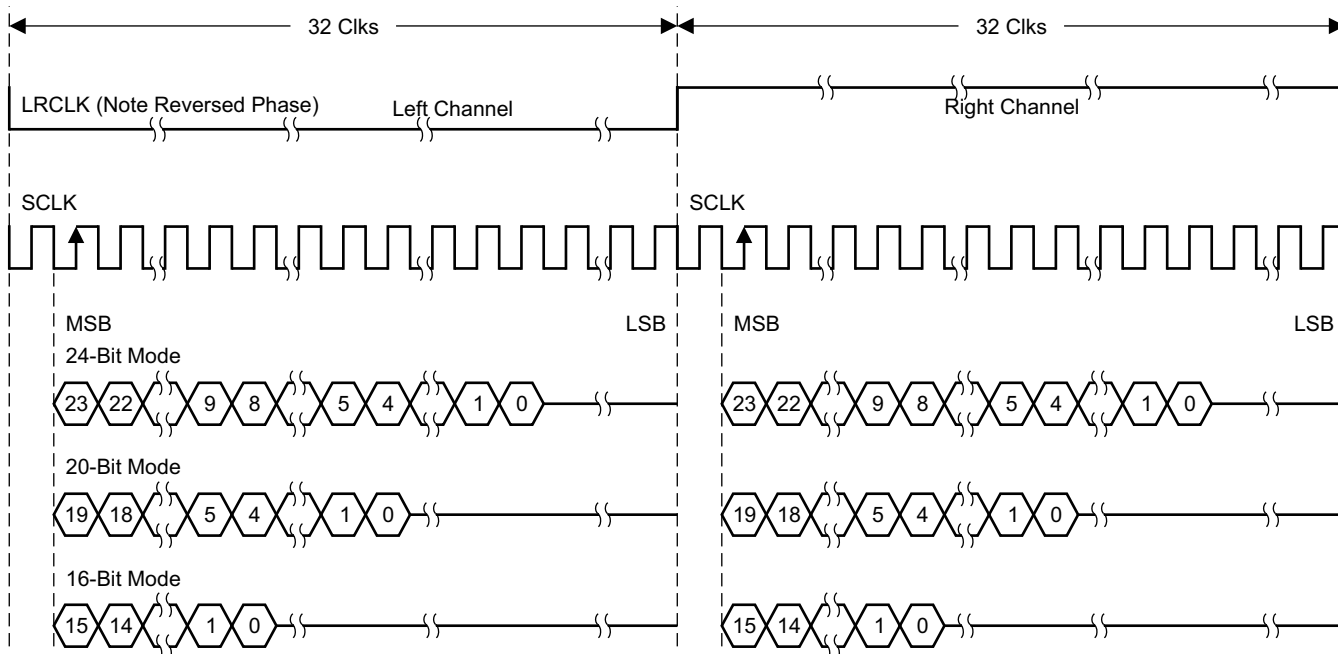 32 Clks 32 Clks
LRCLK (Note Reversed Phase) Left Channel Right Channel
SCLK SCLK
MSB LSB MSB LSB
24-Bit Mode
23 22 9 8 5 4 1 0 23 22 9 8 5 4 1 0
20-Bit Mode
19 18 5 4 1 0 19 18 5 4 1 0
16-Bit Mode
15 14 1 0 15 14 1 0